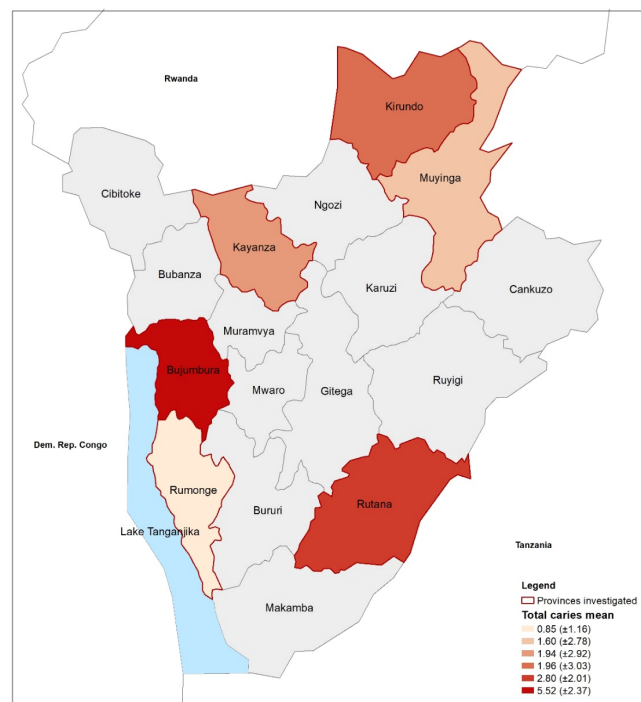 Rwanda
Kirundo
Cibitoke
Muyinga
Ngozi
Kayanza
Bubanza
Karuzi
Cankuzo
Muramvya
Bujumbura
Ruyigi
Mwaro
Gitega
Dem. Rep. Congo
Rumonge
Rutana
Bururi
Lake Tanganjika
Tanzania
Makamba
Legend
Provinces investigated
Total caries mean
0.85 (±1.16)
1.60 (±2.78)
1.94 (±2.92)
1.96 (±3.03)
2.80 (±2.01)
5.52 (±2.37)